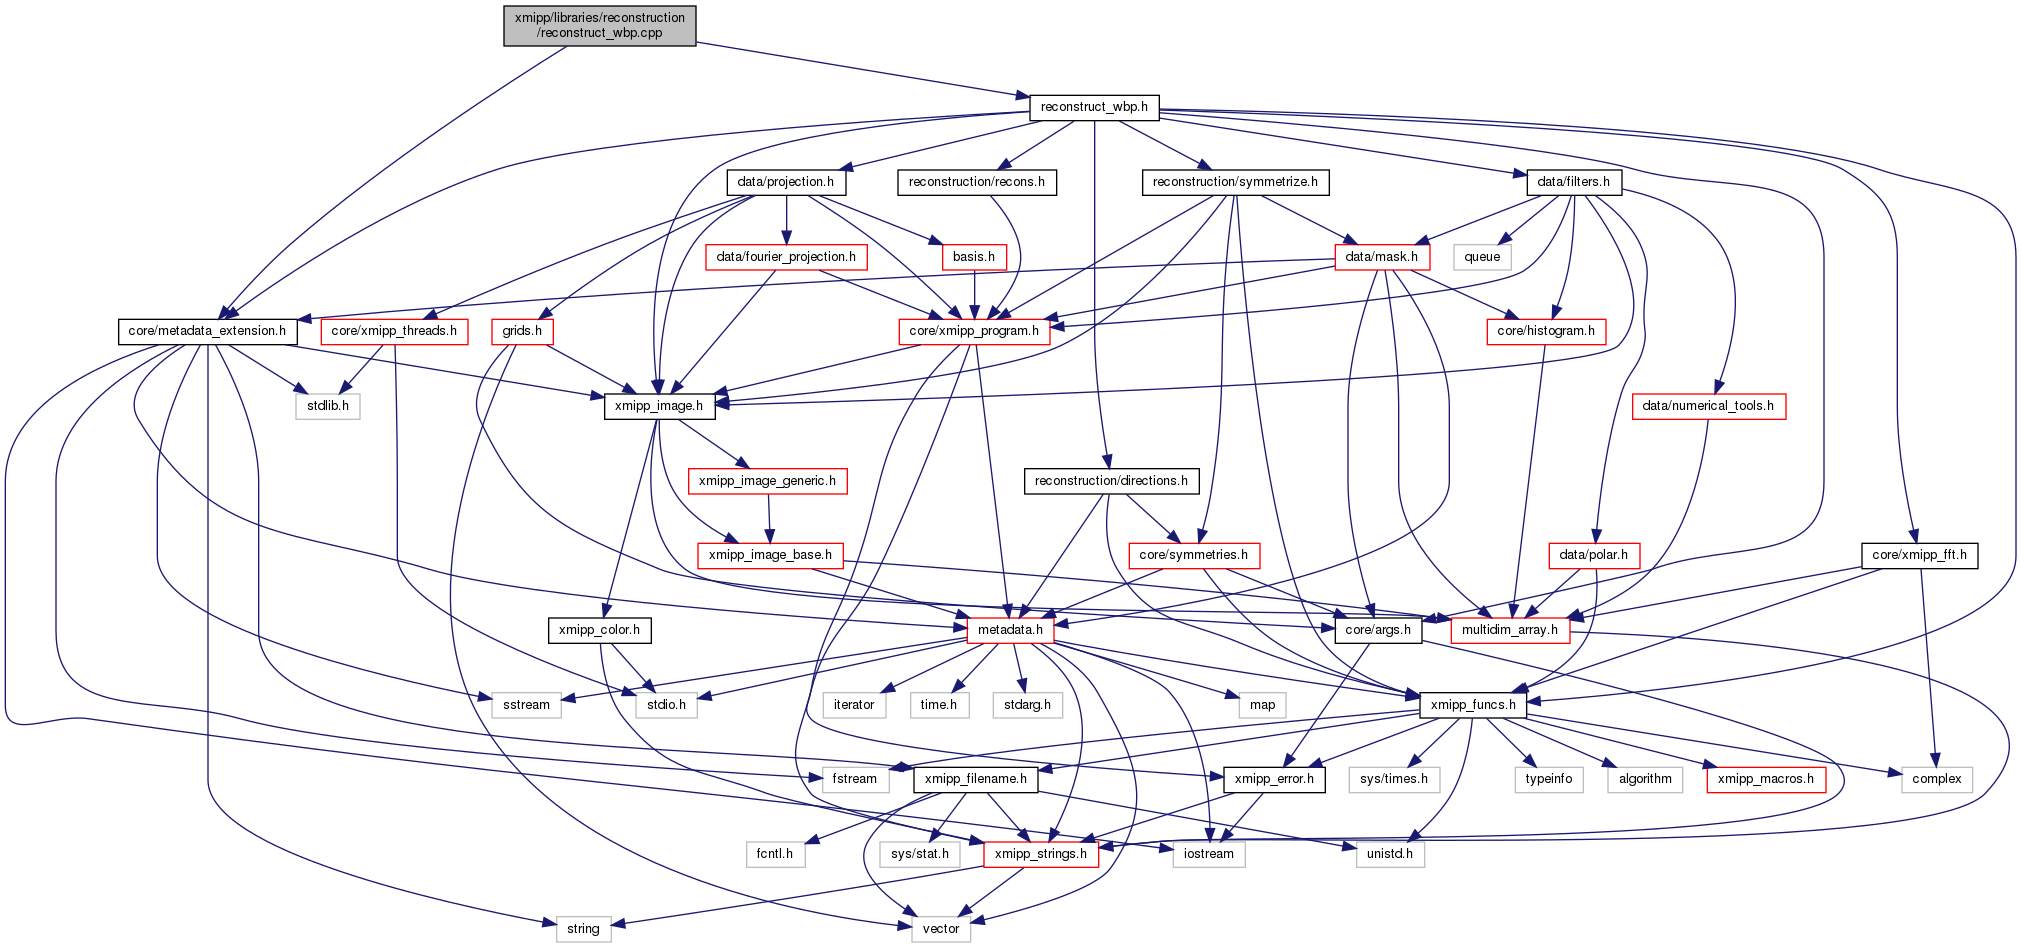 xmipp/libraries/reconstruction
/reconstruct_wbp.cpp
reconstruct_wbp.h
data/projection.h
reconstruction/recons.h
reconstruction/symmetrize.h
data/filters.h
data/fourier_projection.h
basis.h
data/mask.h
queue
core/metadata_extension.h
core/xmipp_threads.h
grids.h
core/xmipp_program.h
core/histogram.h
stdlib.h
xmipp_image.h
data/numerical_tools.h
xmipp_image_generic.h
reconstruction/directions.h
xmipp_image_base.h
core/symmetries.h
data/polar.h
core/xmipp_fft.h
xmipp_color.h
metadata.h
core/args.h
multidim_array.h
sstream
stdio.h
iterator
time.h
stdarg.h
map
xmipp_funcs.h
fstream
xmipp_filename.h
xmipp_error.h
sys/times.h
typeinfo
algorithm
xmipp_macros.h
complex
fcntl.h
sys/stat.h
xmipp_strings.h
iostream
unistd.h
string
vector